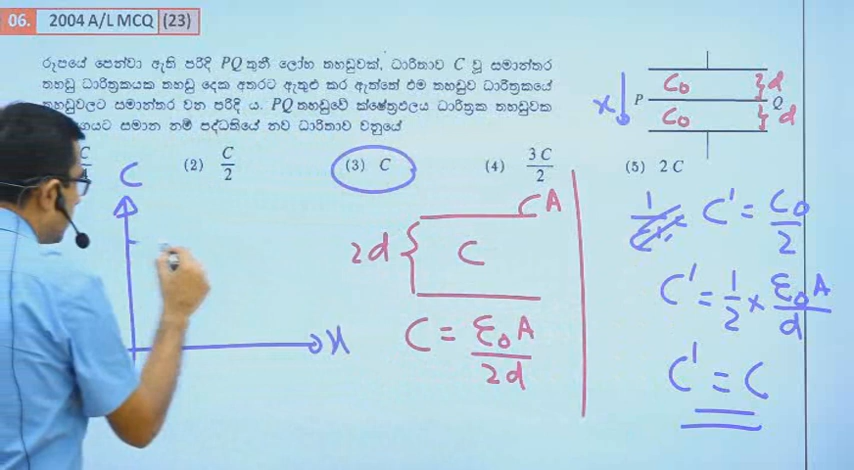 06. 2004 A/L MCQ (23)
රූපයේ පෙන්වා ඇති පරිදි PQ තුනී ලෝහ තහඩුවක්, ධාරිතාව C වූ සමාන්තර
තහඩු ධාරිත්‍රකයක තහඩු දෙක අතරට ඇතුළු කර ඇත්තේ එම තහඩුව ධාරිත්‍රකයේ
තහඩුවලට සමාන්තර වන පරිදි ය. PQ තහඩුවේ ක්ෂේත්‍රඵලය ධාරිත්‍රක තහඩුවක
සමාන නම් පද්ධතියේ නව ධාරිතාව වනුයේ
(2) C/2 (3) C (4) 3C/2 (5) 2C
x P Q
C₀ d
C₀ d
C
x
A
2d C
C = ε₀A/2d
C' = C₀/2
C' = 1/2 × ε₀A/d
C' = C